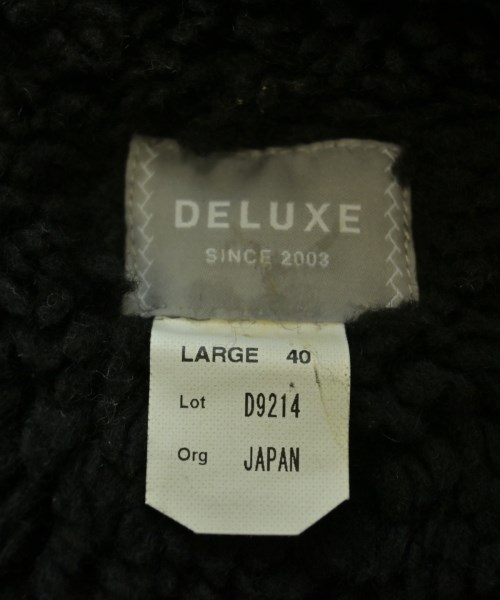 DELUXE
SINCE 2003
LARGE 40
Lot D9214
Org JAPAN